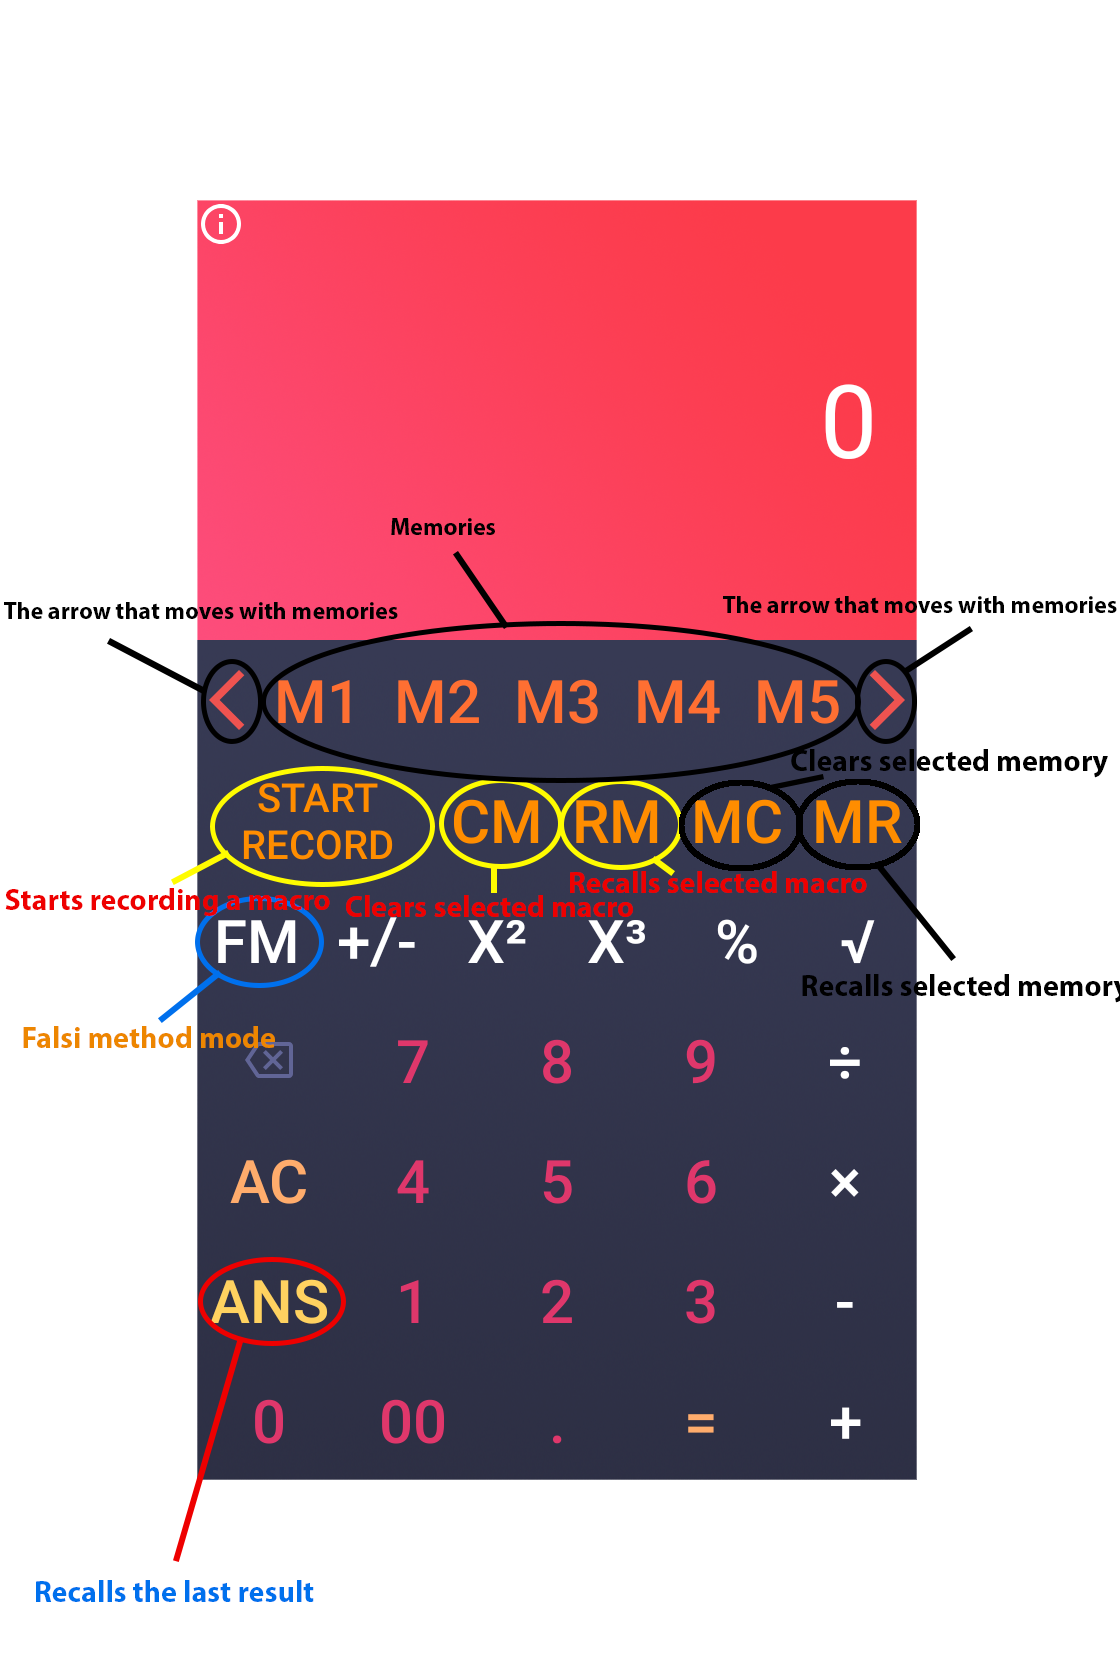 0
Memories
The arrow that moves with memories
The arrow that moves with memories
M1 M2 M3 M4 M5
Clears selected memory
START
RECORD
CM RM MC MR
Recalls selected macro
Starts recording a macro
Clears selected macro
FM +/- X² X³ % √
Recalls selected memory
Falsi method mode
7 8 9 ÷
AC 4 5 6 ×
ANS 1 2 3 -
0 00 . = +
Recalls the last result